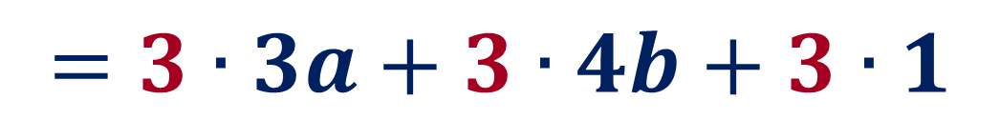 = 3 · 3a + 3 · 4b + 3 · 1